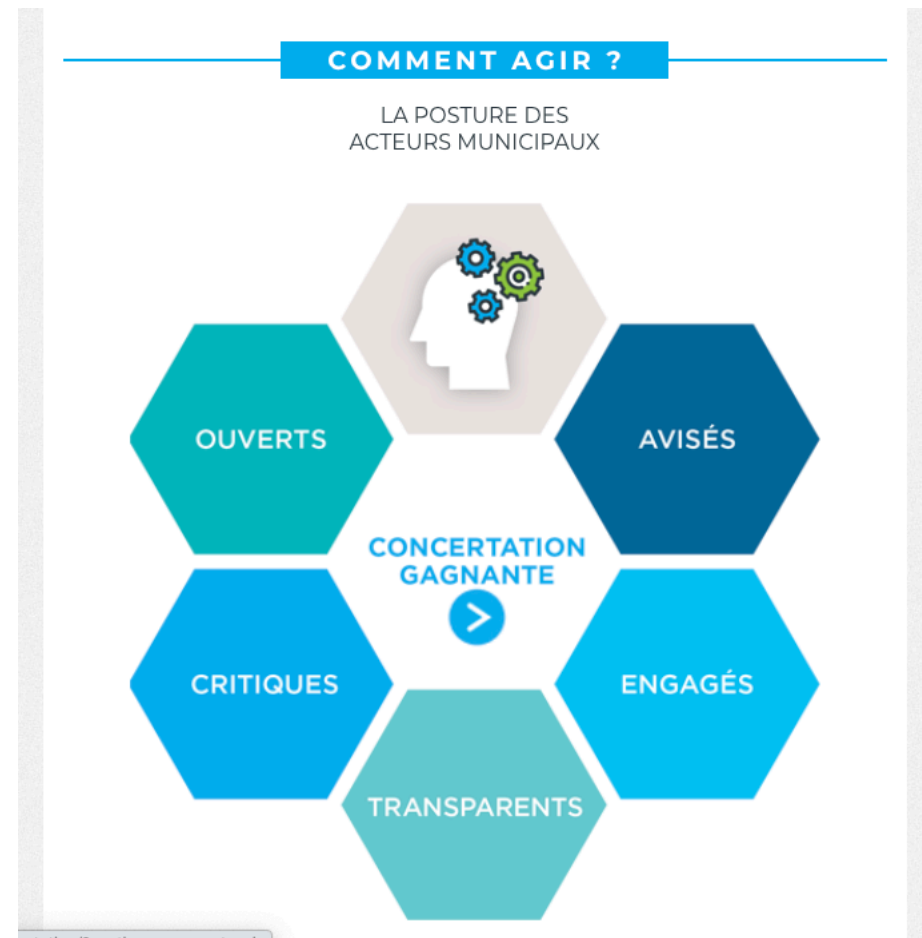 COMMENT AGIR ?
LA POSTURE DES
ACTEURS MUNICIPAUX
OUVERTS
AVISÉS
CONCERTATION
GAGNANTE
CRITIQUES
ENGAGÉS
TRANSPARENTS